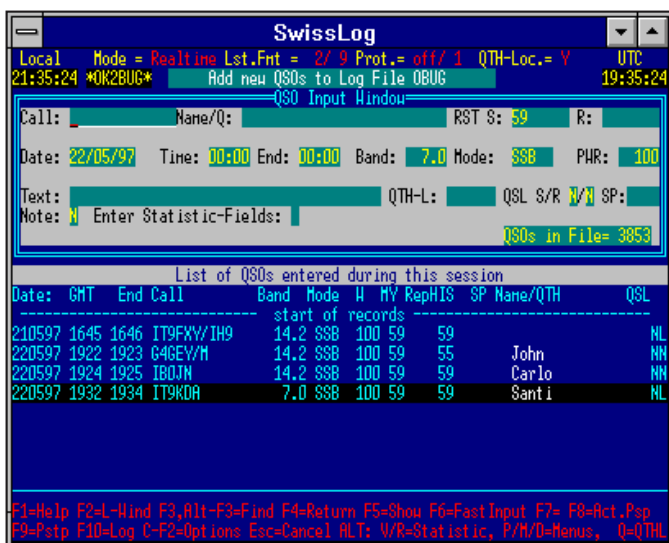 SwissLog
Local Mode = Realtime Lst.Fmt = 2/ 9 Prot.= off/ 1 QTH-Loc.= Y UTC
21:35:24 *OK2BUG* Add new QSOs to Log File OBUG 19:35:24
QSO Input Window
Call: Name/Q: RST S: 59 R:
Date: 22/05/97 Time: 00:00 End: 00:00 Band: 7.0 Mode: SSB PWR: 100
Text: QTH-L: QSL S/R N/N SP:
Note: N Enter Statistic-Fields:
QSOs in File= 3853
List of QSOs entered during this session
Date: GMT End Call Band Mode W MY RepHIS SP Name/QTH QSL
------------------------------ start of records ------------------------------
210597 1645 1646 IT9FXY/IH9 14.2 SSB 100 59 59 NL
220597 1922 1923 G4GEY/M 14.2 SSB 100 59 55 John NN
220597 1924 1925 IB0JN 14.2 SSB 100 59 59 Carlo NN
220597 1932 1934 IT9KDA 7.0 SSB 100 59 59 Santi NL
F1=Help F2=L-Wind F3,Alt-F3=Find F4=Return F5=Show F6=FastInput F7= F8=Act.Psp
F9=Pstp F10=Log C-F2=Options Esc=Cancel ALT: V/R=Statistic, P/M/D=Menus, Q=QTHL